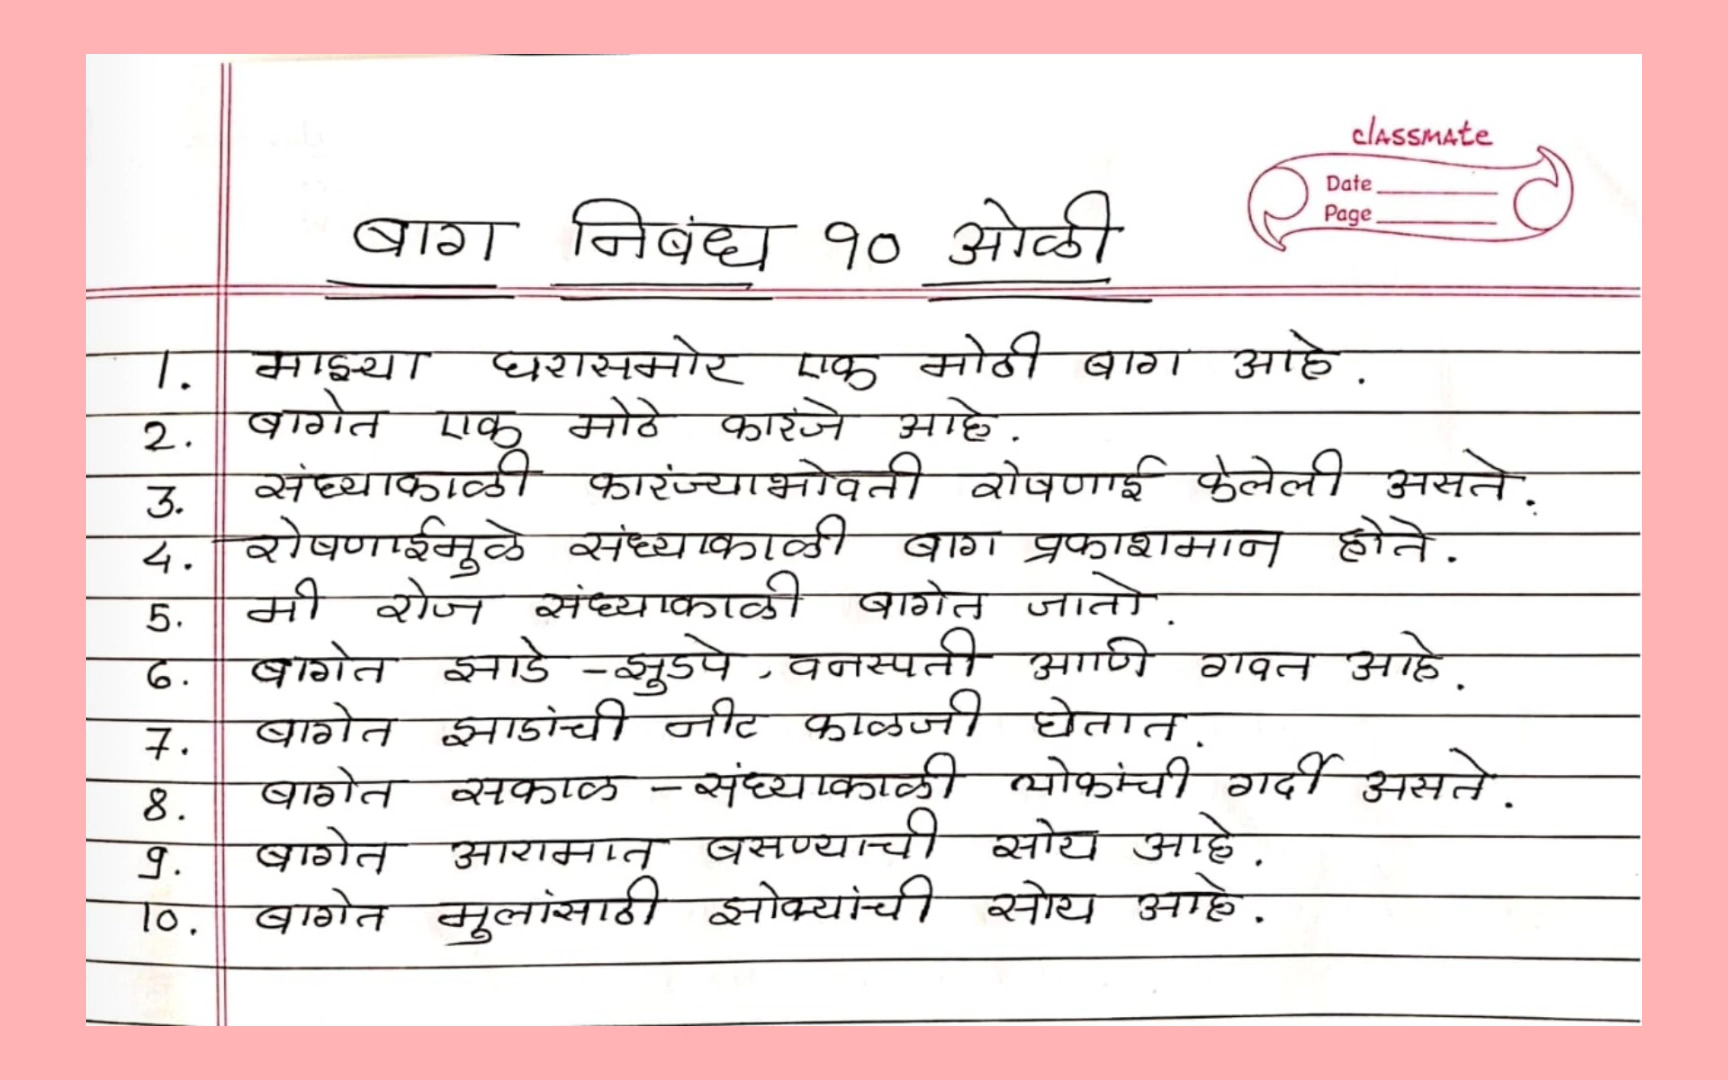 classmate
Date
Page
बाग निबंध १० ओळी
1. माझ्या घरासमोर एक मोठी बाग आहे.
2. बागेत एक मोठे कारंजे आहे.
3. संध्याकाळी कारंज्याभोवती रोषणाई केलेली असते.
4. रोषणाईमुळे संध्याकाळी बाग प्रकाशमान होते.
5. मी रोज संध्याकाळी बागेत जातो.
6. बागेत झाडे -झुडपे, वनस्पती आणि गवत आहे.
7. बागेत झाडांची नीट काळजी घेतात.
8. बागेत सकाळ -संध्याकाळी लोकांची गर्दी असते.
9. बागेत आरामात बसण्याची सोय आहे.
10. बागेत मुलांसाठी झोक्यांची सोय आहे.